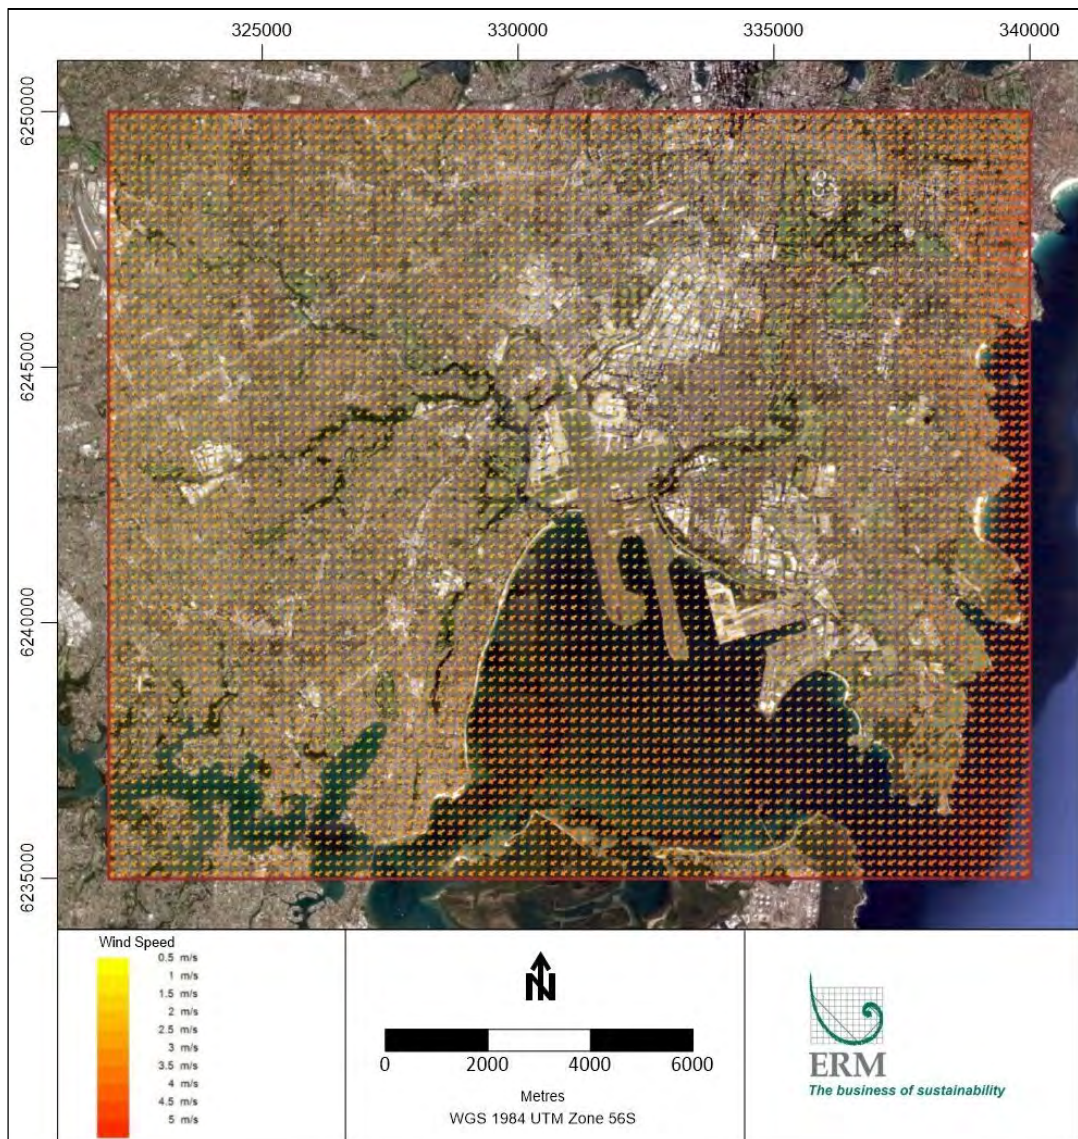 325000 330000 335000 340000
6250000
6245000
6240000
6235000
Wind Speed
0.5 m/s
1 m/s
1.5 m/s
2 m/s
2.5 m/s
3 m/s
3.5 m/s
4 m/s
4.5 m/s
5 m/s
N
0 2000 4000 6000
Metres
WGS 1984 UTM Zone 56S
ERM
The business of sustainability